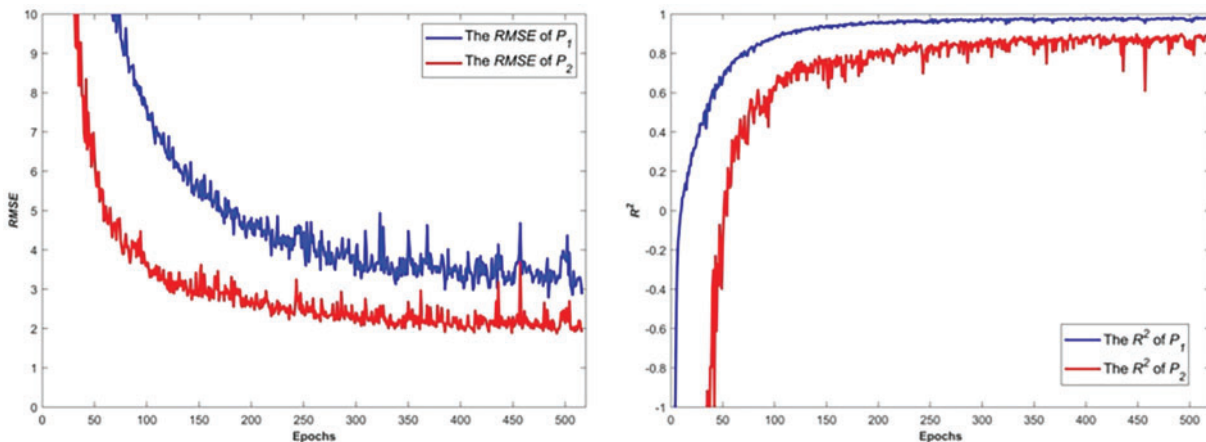 10
9
8
7
6
5
4
3
2
1
0
RMSE
The RMSE of P1
The RMSE of P2
0 50 100 150 200 250 300 350 400 450 500
Epochs
1
0.8
0.6
0.4
0.2
0
-0.2
-0.4
-0.6
-0.8
-1
R²
The R² of P1
The R² of P2
0 50 100 150 200 250 300 350 400 450 500
Epochs